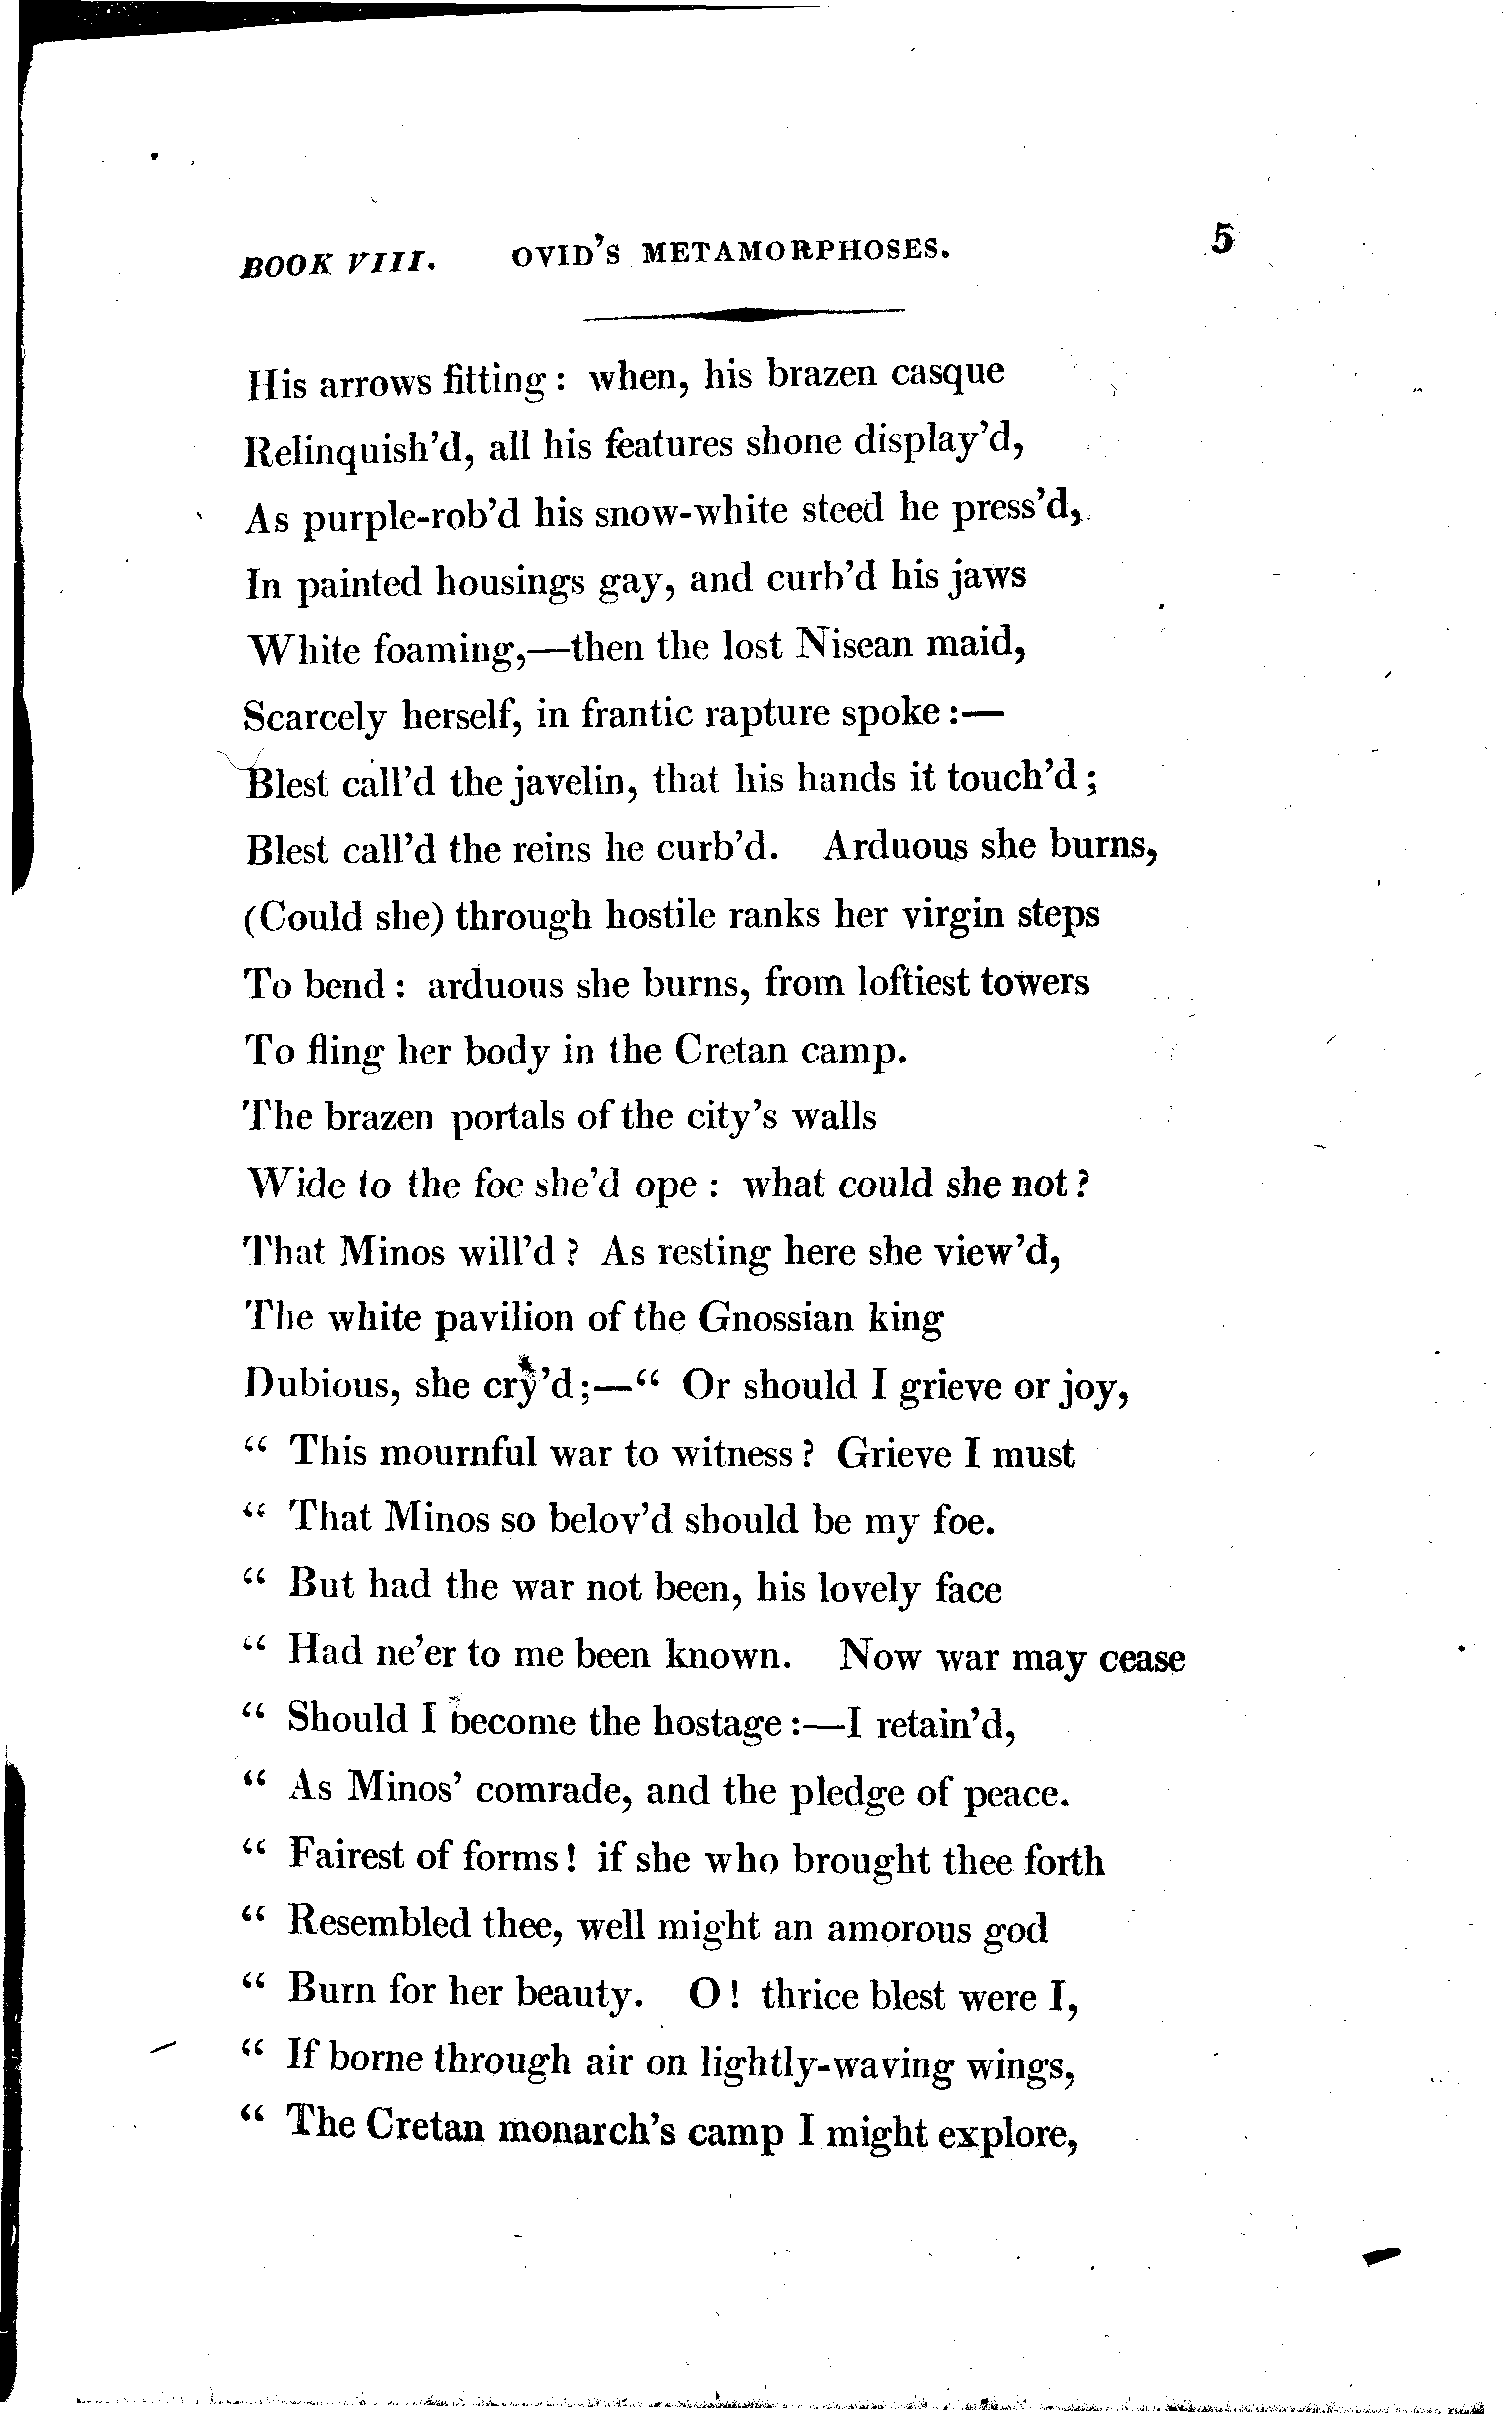 BOOK VIII. OVID'S METAMORPHOSES. 5
His arrows fitting: when, his brazen casque
Relinquish'd, all his features shone display'd,
As purple-rob'd his snow-white steed he press'd,
In painted housings gay, and curb'd his jaws
White foaming,—then the lost Nisean maid,
Scarcely herself, in frantic rapture spoke:—
Blest call'd the javelin, that his hands it touch'd;
Blest call'd the reins he curb'd. Arduous she burns,
(Could she) through hostile ranks her virgin steps
To bend: arduous she burns, from loftiest towers
To fling her body in the Cretan camp.
The brazen portals of the city's walls
Wide to the foe she'd ope: what could she not?
That Minos will'd? As resting here she view'd,
The white pavilion of the Gnossian king
Dubious, she cry'd;—“ Or should I grieve or joy,
“ This mournful war to witness? Grieve I must
“ That Minos so belov'd should be my foe.
“ But had the war not been, his lovely face
“ Had ne'er to me been known. Now war may cease
“ Should I become the hostage:—I retain'd,
“ As Minos' comrade, and the pledge of peace.
“ Fairest of forms! if she who brought thee forth
“ Resembled thee, well might an amorous god
“ Burn for her beauty. O! thrice blest were I,
“ If borne through air on lightly-waving wings,
“ The Cretan monarch's camp I might explore,